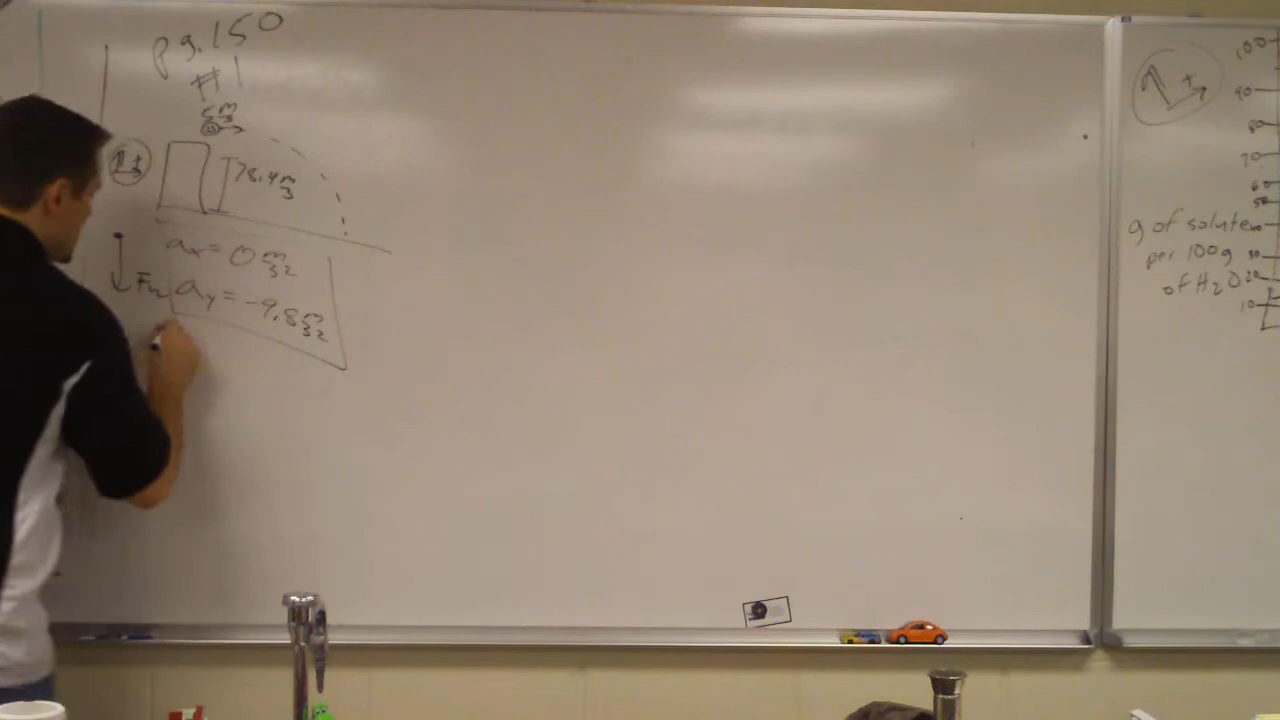 pg. 150
#1
5 m/s
+
78.4 m
ax = 0 m/s2
ay = -9.8 m/s2
+
100
90
80
70
60
50
g of solute
per 100g
30
of H2O
20
10